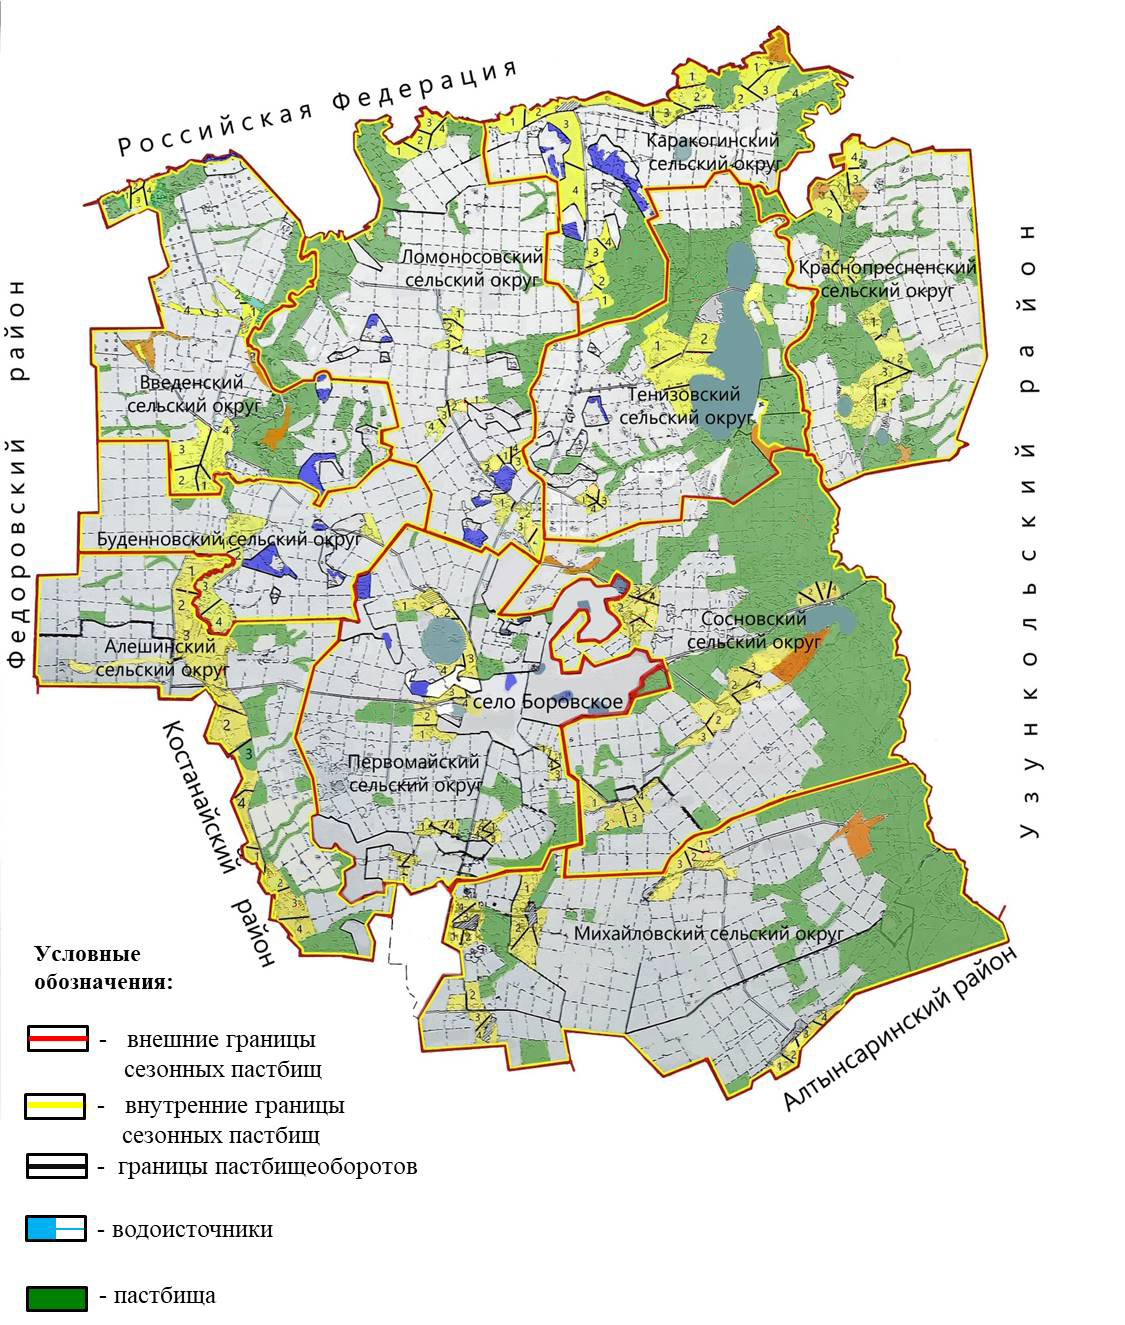 Российская Федерация
Каракогинский
сельский округ
Ломоносовский
сельский округ
Краснопресненский
сельский округ
Введенский
сельский округ
Тенизовский
сельский округ
Федоровский район
Узункольский район
Буденновский сельский округ
Сосновский
сельский округ
Алешинский
сельский округ
село Боровское
Первомайский
сельский округ
Костанайский район
Михайловский сельский округ
Алтынсаринский район
Условные
обозначения:
- внешние границы
сезонных пастбищ
- внутренние границы
сезонных пастбищ
- границы пастбищеоборотов
- водоисточники
- пастбища